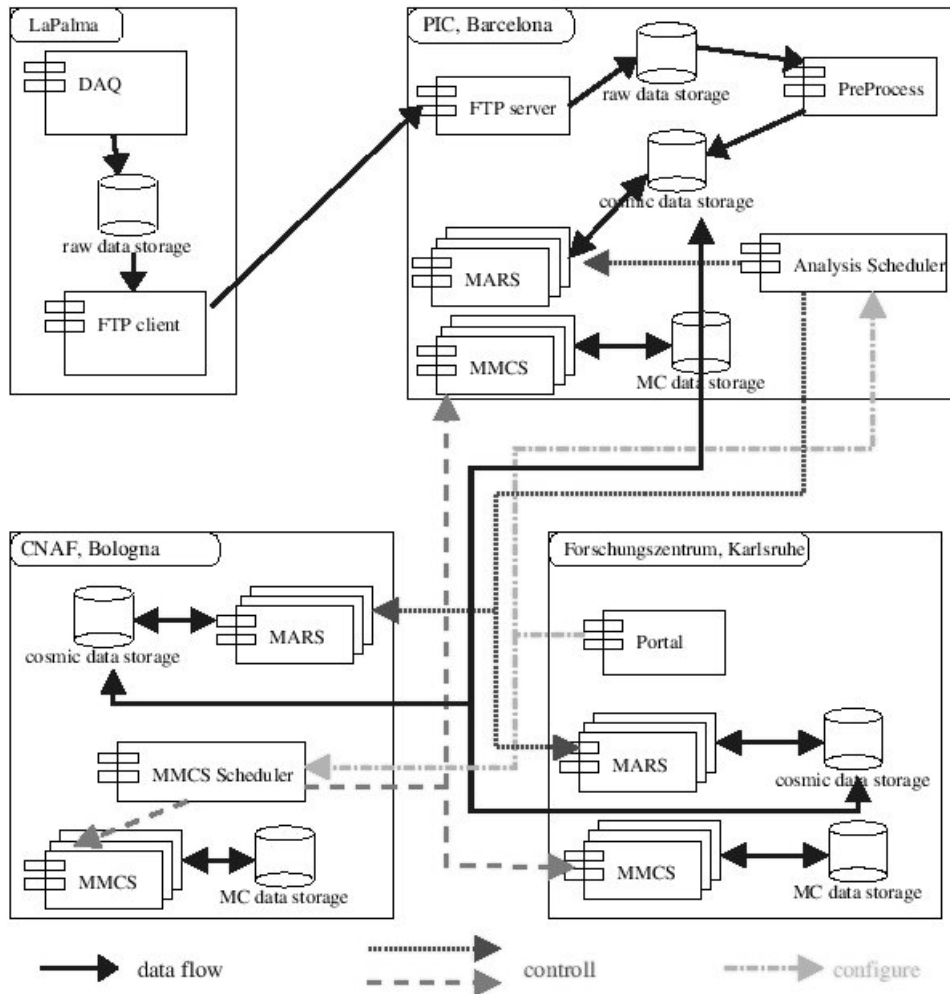 LaPalma
DAQ
raw data storage
FTP client
PIC, Barcelona
FTP server
raw data storage
PreProcess
cosmic data storage
MARS
Analysis Scheduler
MMCS
MC data storage
CNAF, Bologna
cosmic data storage
MARS
MMCS Scheduler
MMCS
MC data storage
Forschungszentrum, Karlsruhe
Portal
MARS
cosmic data storage
MMCS
MC data storage
data flow
controll
configure